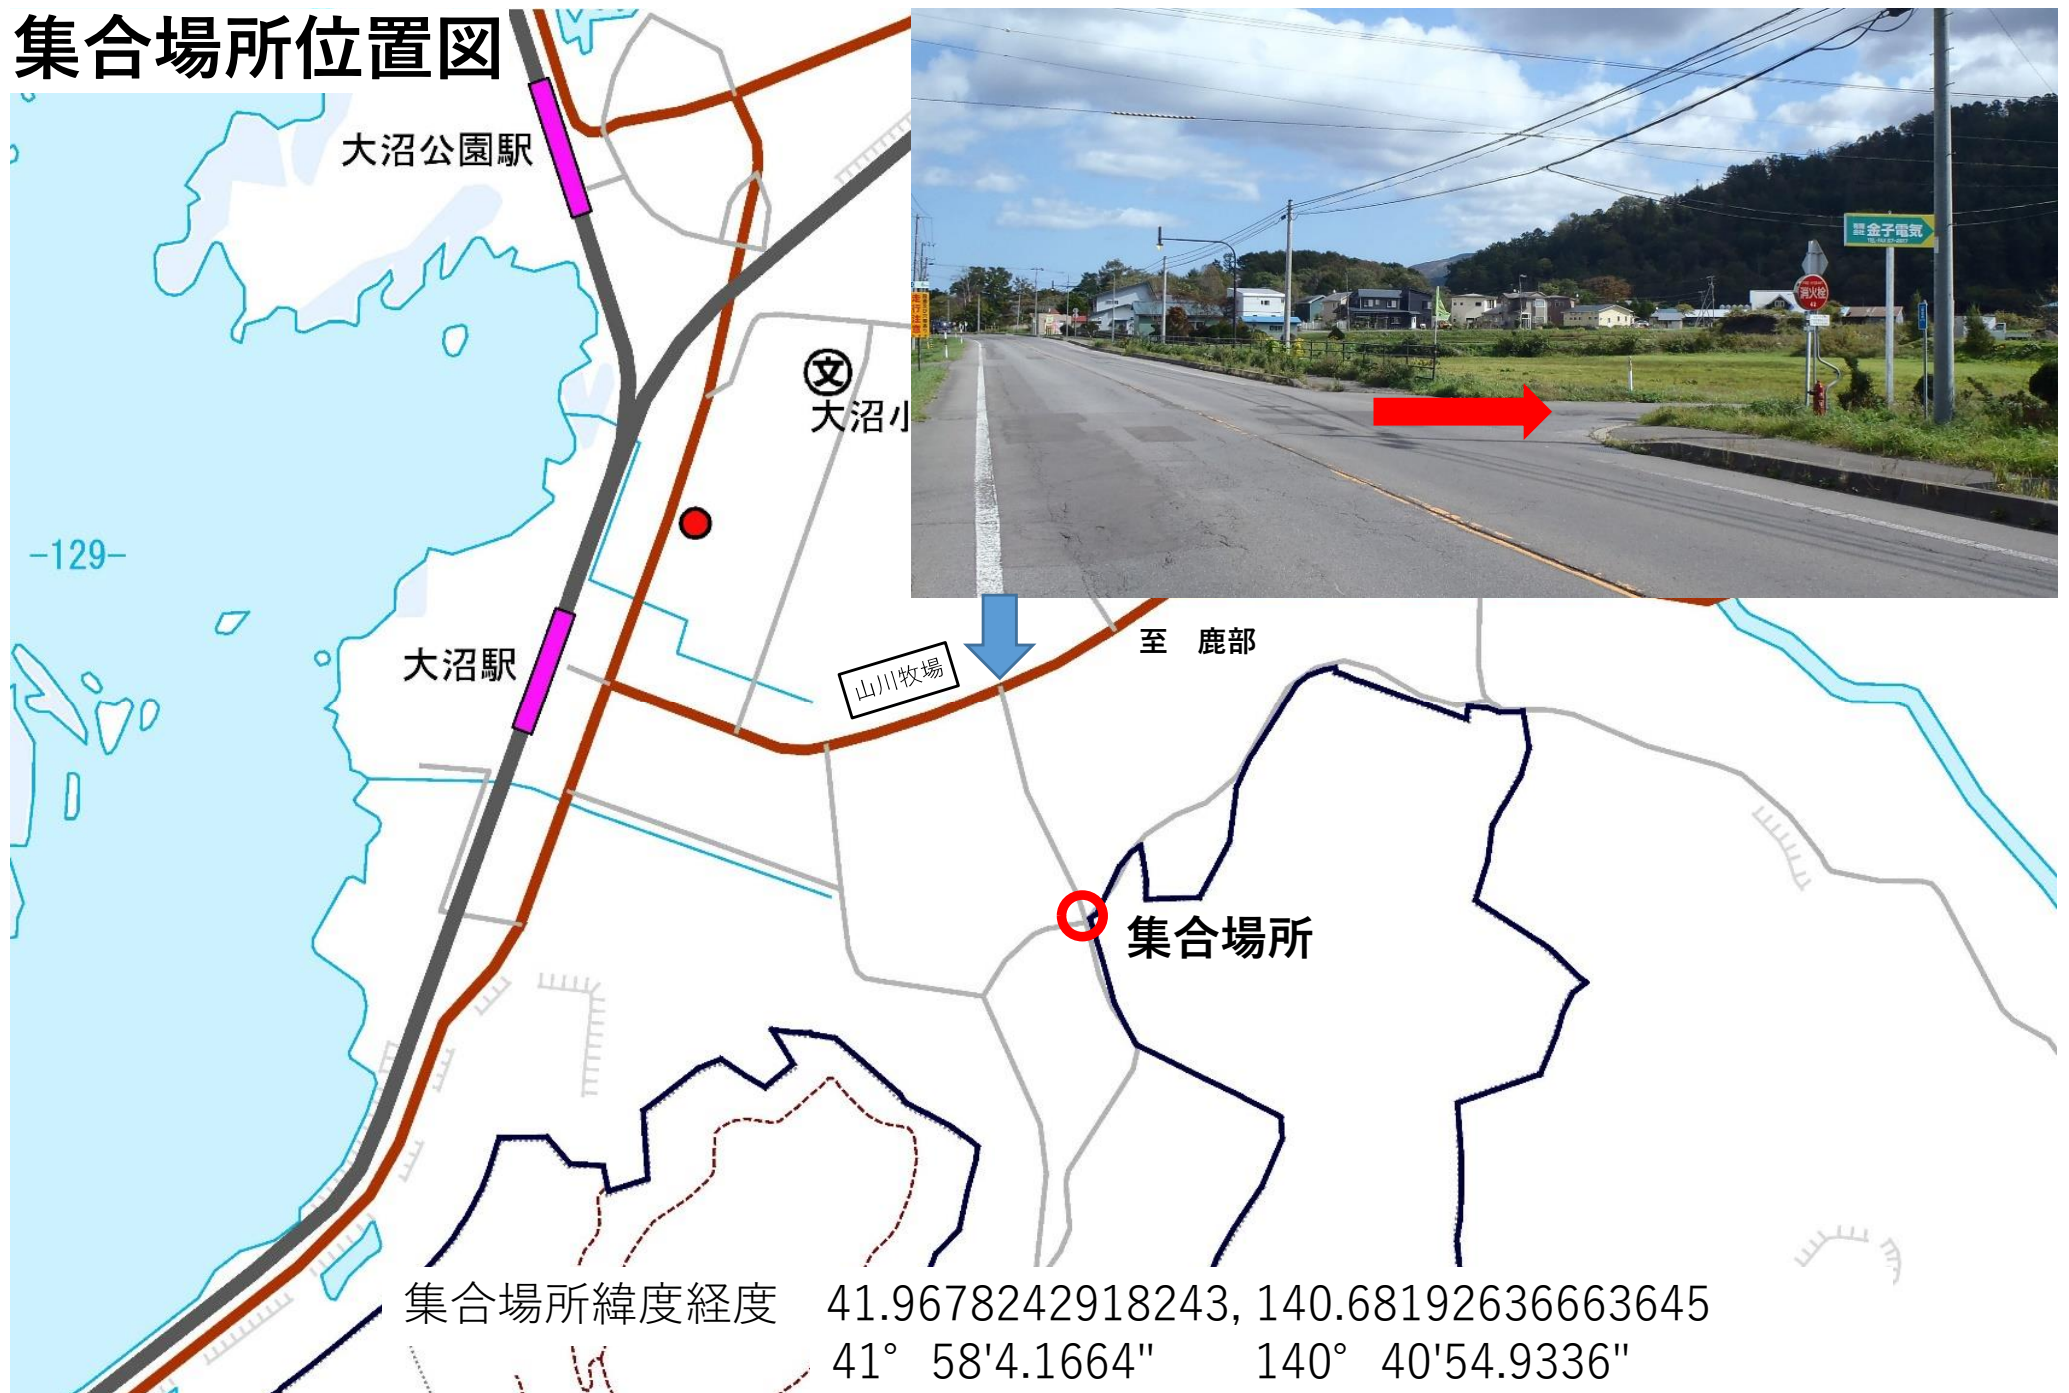 集合場所位置図
大沼公園駅
文
大沼小
金子電気
消火栓
-129-
大沼駅
山川牧場
至　鹿部
集合場所
集合場所緯度経度　41.9678242918243, 140.68192636663645
41°　58'4.1664"　　140°　40'54.9336"